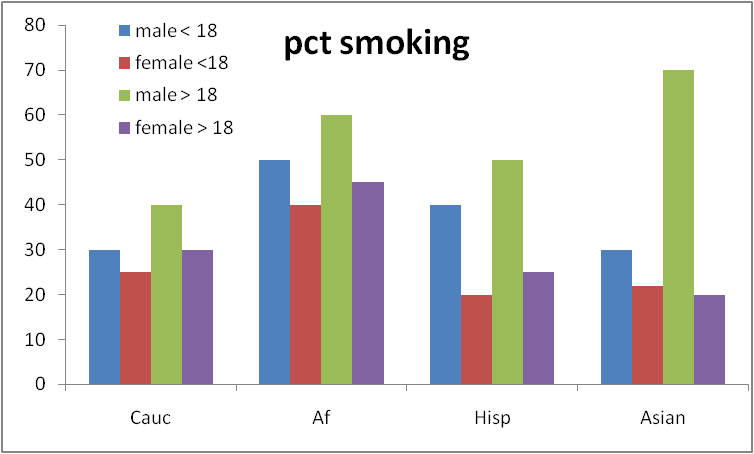 pct smoking
male < 18
female <18
male > 18
female > 18
80
70
60
50
40
30
20
10
0
Cauc Af Hisp Asian